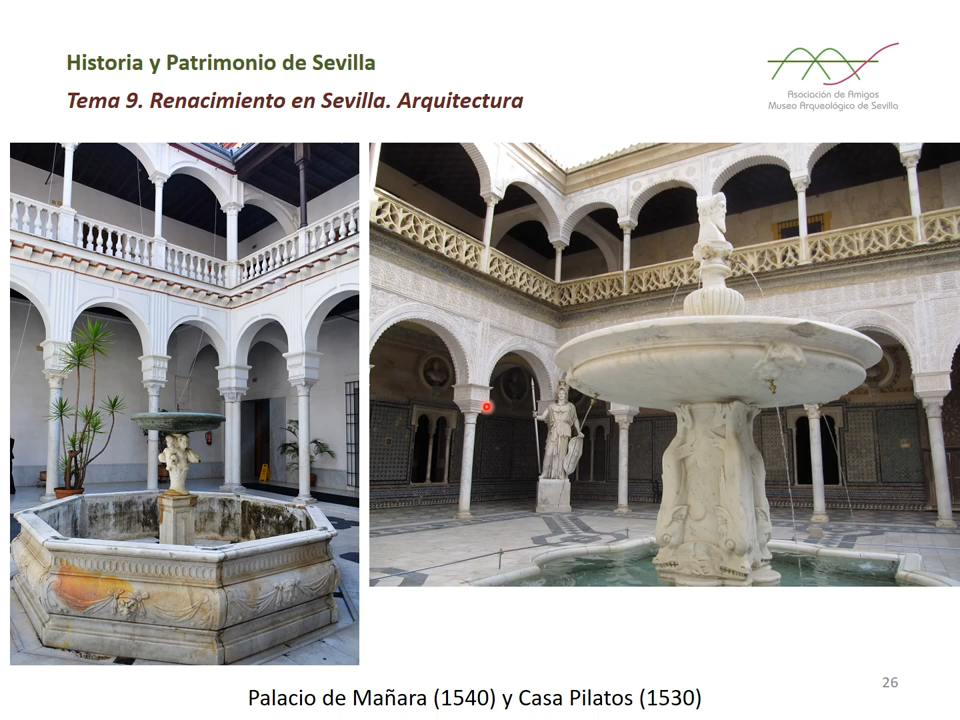 Historia y Patrimonio de Sevilla
Tema 9. Renacimiento en Sevilla. Arquitectura
Asociación de Amigos
Museo Arqueológico de Sevilla
26
Palacio de Mañara (1540) y Casa Pilatos (1530)